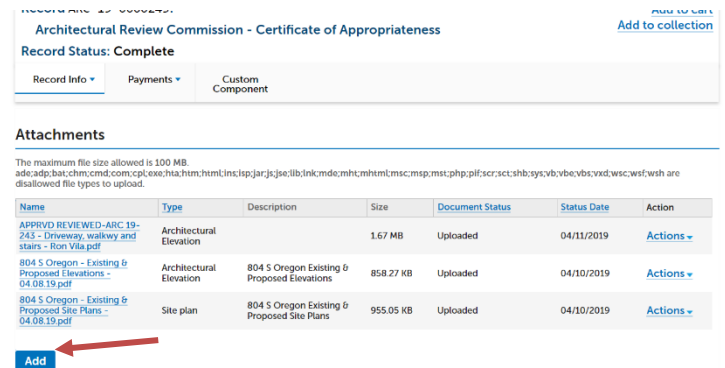 Record ARC-19-0000243:
Add to cart
Architectural Review Commission - Certificate of Appropriateness
Add to collection
Record Status: Complete
Record Info ▾ Payments ▾ Custom
Component
Attachments
The maximum file size allowed is 100 MB.
ade;adp;bat;chm;cmd;com;cpl;exe;hta;htm;html;ins;isp;jar;js;jse;lib;lnk;mde;mht;mhtml;msc;msp;mst;php;pif;scr;sct;shb;sys;vb;vbe;vbs;vxd;wsc;wsf;wsh are
disallowed file types to upload.
Name Type Description Size Document Status Status Date Action
APPRVD REVIEWED-ARC 19-
243 - Driveway, walkwy and
stairs - Ron Vila.pdf
Architectural
Elevation
1.67 MB Uploaded 04/11/2019 Actions ▾
804 S Oregon - Existing &
Proposed Elevations -
04.08.19.pdf
Architectural
Elevation
804 S Oregon Existing &
Proposed Elevations
858.27 KB Uploaded 04/10/2019 Actions ▾
804 S Oregon - Existing &
Proposed Site Plans -
04.08.19.pdf
Site plan
804 S Oregon Existing &
Proposed Site Plans
955.05 KB Uploaded 04/10/2019 Actions ▾
Add